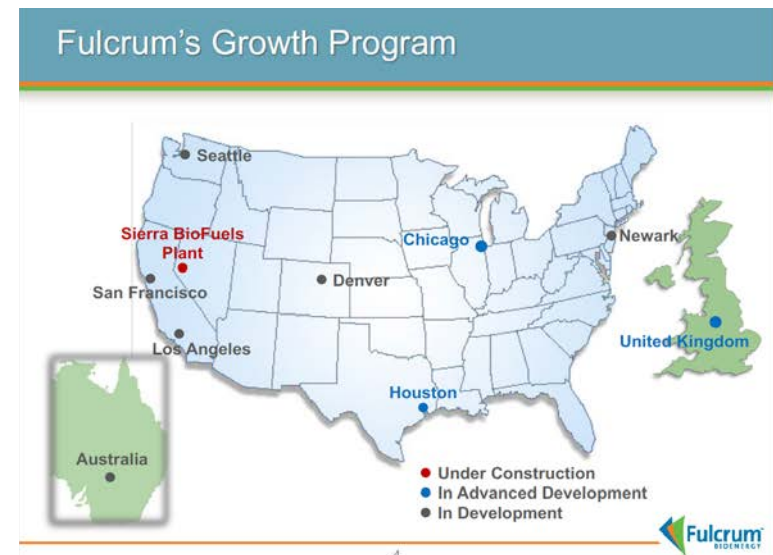 Fulcrum's Growth Program
Seattle
Sierra BioFuels
Plant
San Francisco
Los Angeles
Denver
Chicago
Newark
Houston
United Kingdom
Australia
Under Construction
In Advanced Development
In Development
Fulcrum
BIOENERGY